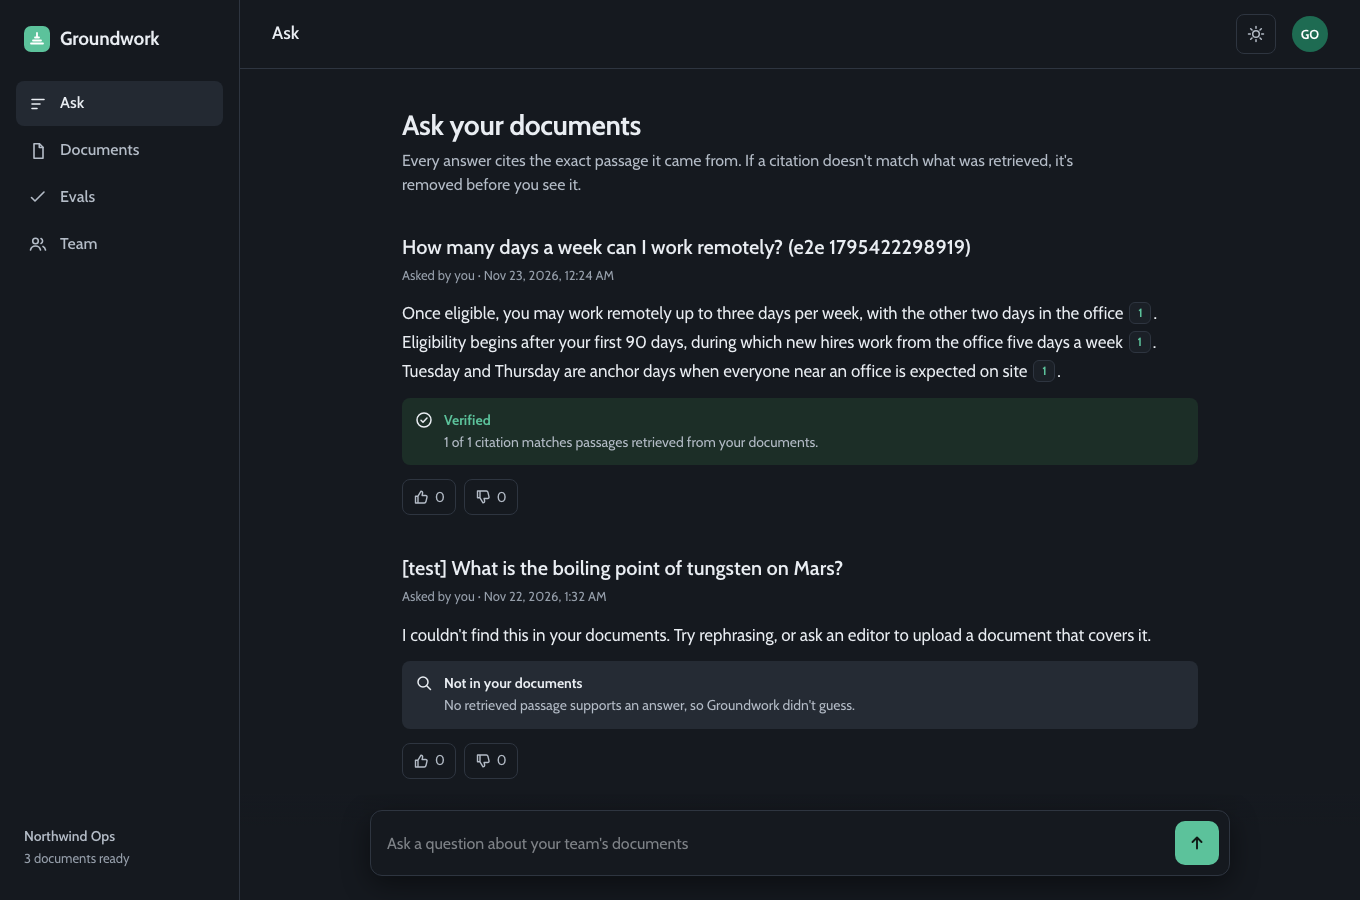 Groundwork
Ask
Documents
Evals
Team
Northwind Ops
3 documents ready
Ask
GO
Ask your documents
Every answer cites the exact passage it came from. If a citation doesn't match what was retrieved, it's
removed before you see it.
How many days a week can I work remotely? (e2e 1795422298919)
Asked by you · Nov 23, 2026, 12:24 AM
Once eligible, you may work remotely up to three days per week, with the other two days in the office 1.
Eligibility begins after your first 90 days, during which new hires work from the office five days a week 1.
Tuesday and Thursday are anchor days when everyone near an office is expected on site 1.
Verified
1 of 1 citation matches passages retrieved from your documents.
0 0
[test] What is the boiling point of tungsten on Mars?
Asked by you · Nov 22, 2026, 1:32 AM
I couldn't find this in your documents. Try rephrasing, or ask an editor to upload a document that covers it.
Not in your documents
No retrieved passage supports an answer, so Groundwork didn't guess.
0 0
Ask a question about your team's documents